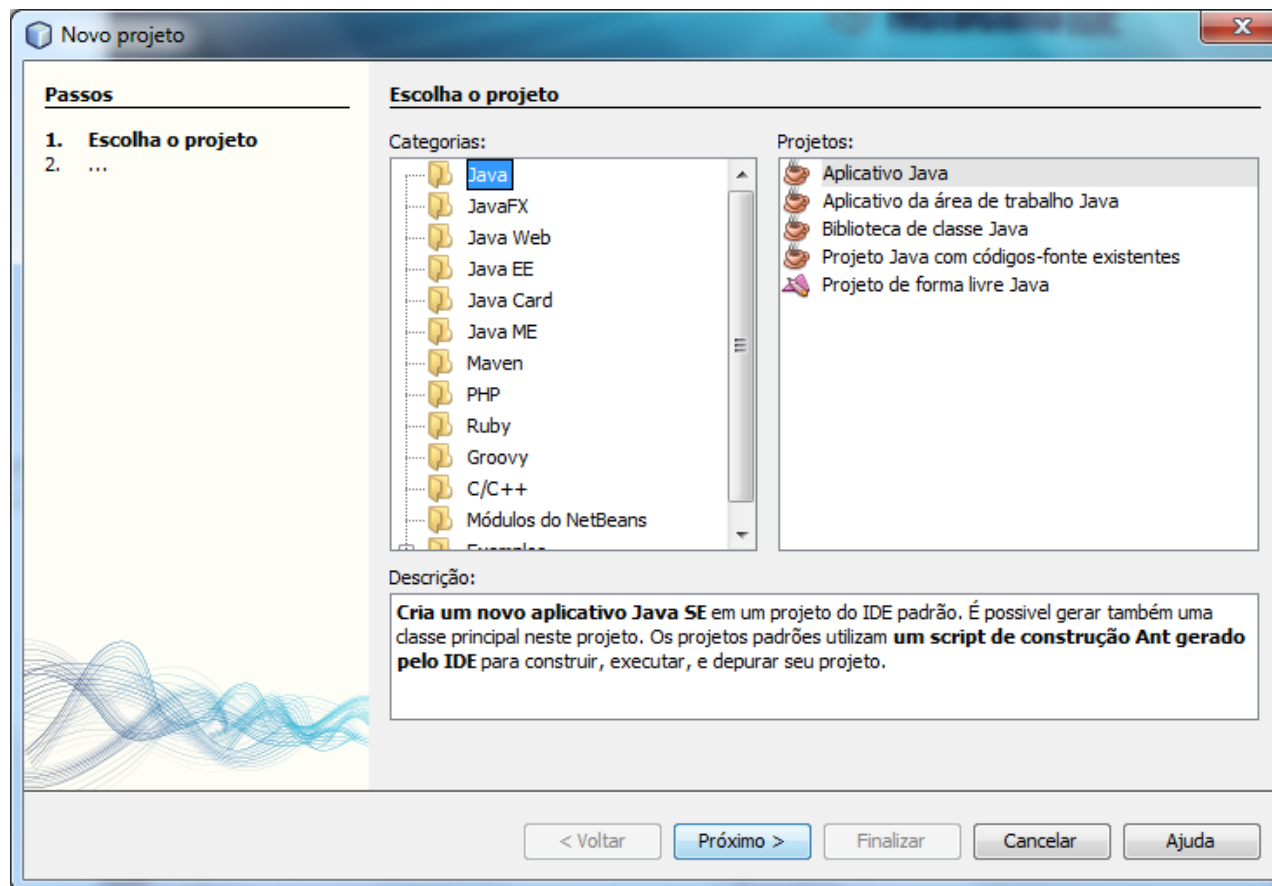 Novo projeto
Passos
1. Escolha o projeto
2. ...
Escolha o projeto
Categorias:
Java
JavaFX
Java Web
Java EE
Java Card
Java ME
Maven
PHP
Ruby
Groovy
C/C++
Módulos do NetBeans
Projetos:
Aplicativo Java
Aplicativo da área de trabalho Java
Biblioteca de classe Java
Projeto Java com códigos-fonte existentes
Projeto de forma livre Java
Descrição:
Cria um novo aplicativo Java SE em um projeto do IDE padrão. É possivel gerar também uma
classe principal neste projeto. Os projetos padrões utilizam um script de construção Ant gerado
pelo IDE para construir, executar, e depurar seu projeto.
< Voltar
Próximo >
Finalizar
Cancelar
Ajuda